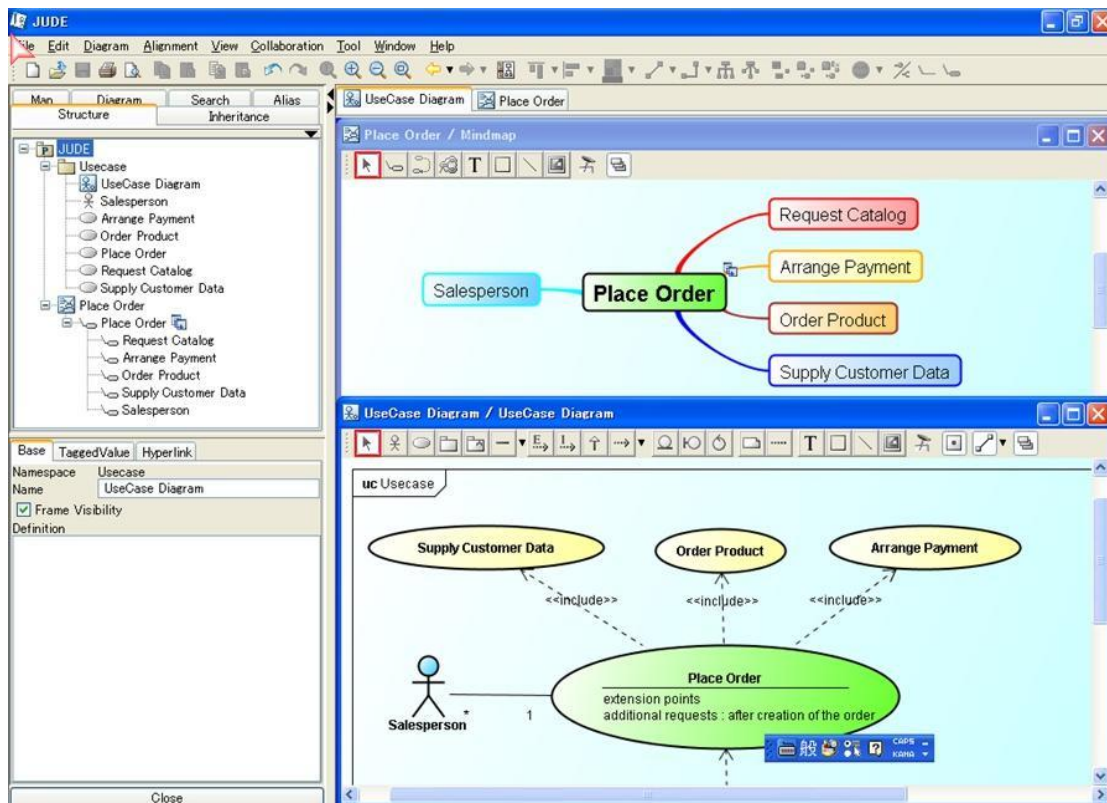 JUDE
File Edit Diagram Alignment View Collaboration Tool Window Help
Map Diagram Search Alias
Structure Inheritance
JUDE
Usecase
UseCase Diagram
Salesperson
Arrange Payment
Order Product
Place Order
Request Catalog
Supply Customer Data
Place Order
Place Order
Request Catalog
Arrange Payment
Order Product
Supply Customer Data
Salesperson
Base TaggedValue Hyperlink
Namespace Usecase
Name UseCase Diagram
Frame Visibility
Definition
Close
UseCase Diagram Place Order
Place Order / Mindmap
T
Request Catalog
Arrange Payment
Salesperson
Place Order
Order Product
Supply Customer Data
UseCase Diagram / UseCase Diagram
E I T
uc Usecase
Supply Customer Data
Order Product
Arrange Payment
<<include>> <<include>> <<include>>
Place Order
extension points
additional requests : after creation of the order
* 1
Salesperson
般 CAPS
KANA